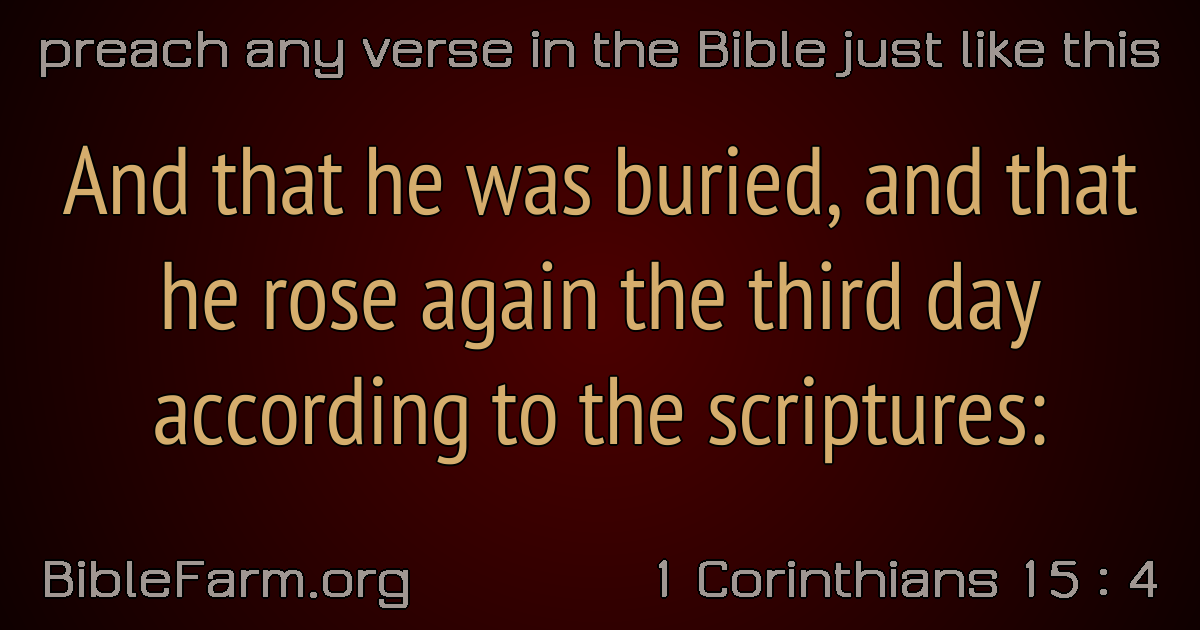 preach any verse in the Bible just like this
And that he was buried, and that
he rose again the third day
according to the scriptures:
BibleFarm.org
1 Corinthians 15 : 4